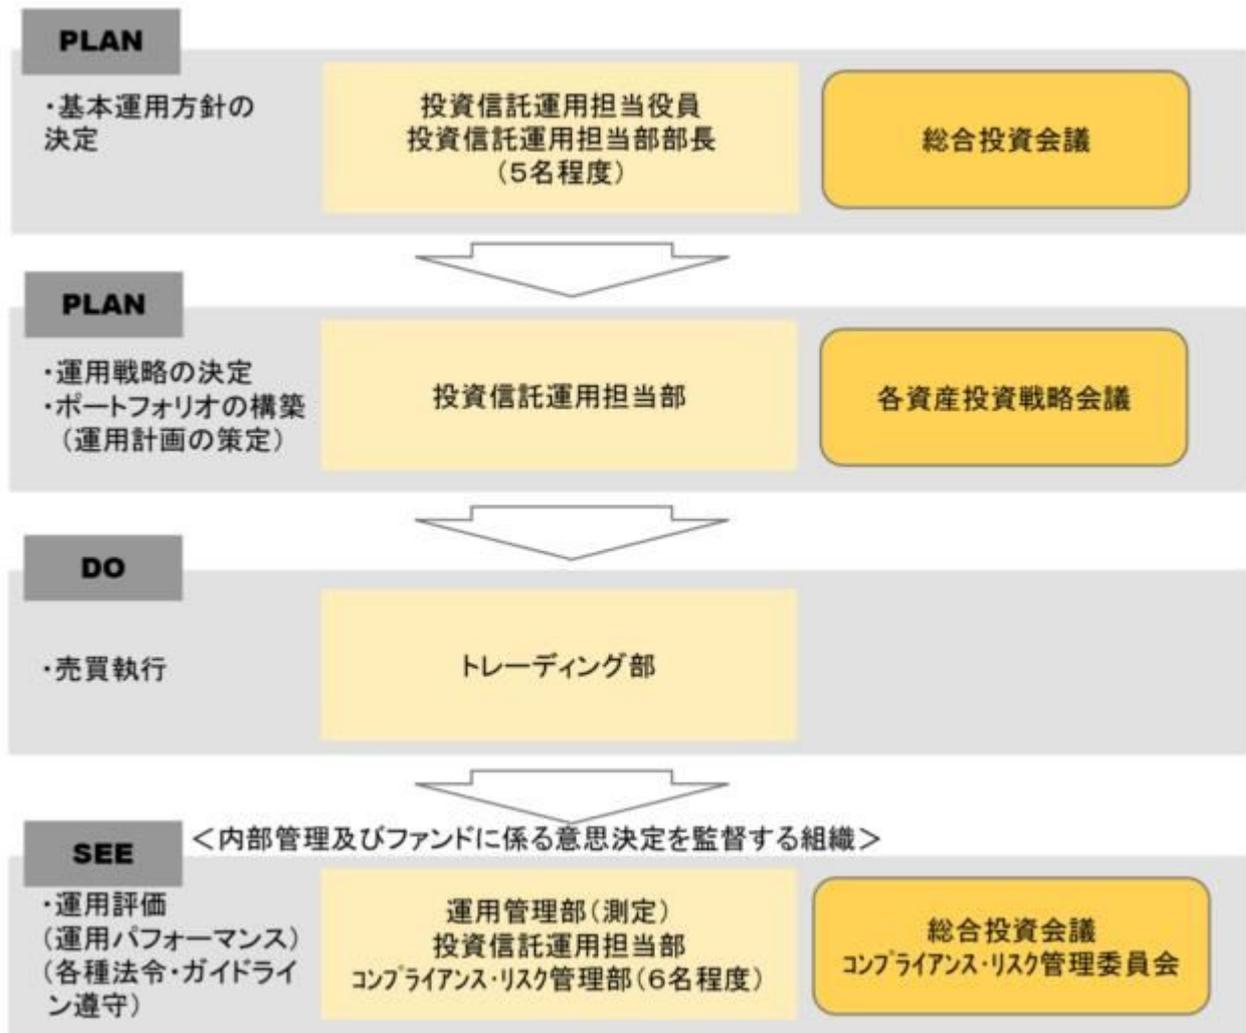 PLAN
・基本運用方針の
決定
投資信託運用担当役員
投資信託運用担当部部長
(5名程度)
総合投資会議
PLAN
・運用戦略の決定
・ポートフォリオの構築
(運用計画の策定)
投資信託運用担当部
各資産投資戦略会議
DO
・売買執行
トレーディング部
SEE
<内部管理及びファンドに係る意思決定を監督する組織>
・運用評価
(運用パフォーマンス)
(各種法令・ガイドライ
ン遵守)
運用管理部(測定)
投資信託運用担当部
コンプライアンス・リスク管理部(6名程度)
総合投資会議
コンプライアンス・リスク管理委員会